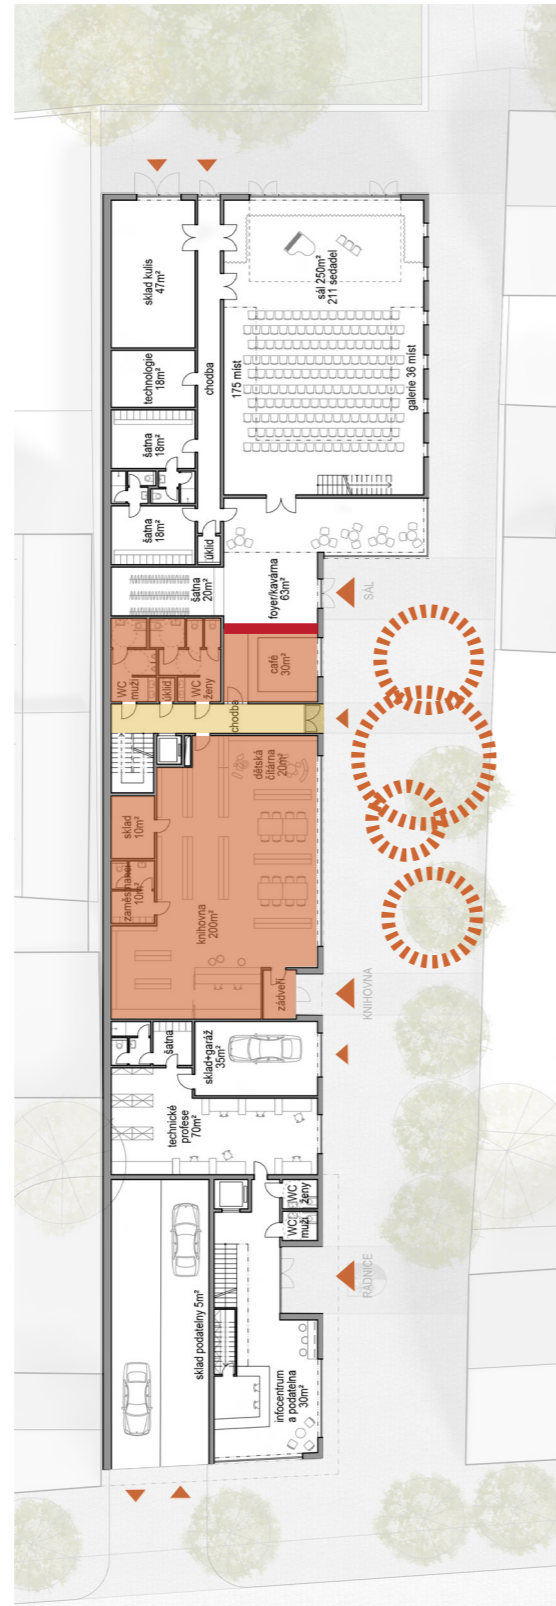 sklad kulis
47m²
sál 250m²
211 sedadel
technologie
18m²
chodba
175 míst
galerie 36 míst
šatna
18m²
šatna
18m²
úklid
šatna
20m²
foyer/kavárna
63m²
SÁL
WC
muži
úklid
WC
ženy
café
30m²
chodba
dětská
čítárna
20m²
sklad
10m²
zaměstnanci
10m²
knihovna
200m²
zádveří
KNIHOVNA
šatna
sklad+garáž
35m²
technické
profese
70m²
WC
ženy
WC
muži
RADNICE
sklad podatelny 5m²
infocentrum
a podatelna
30m²